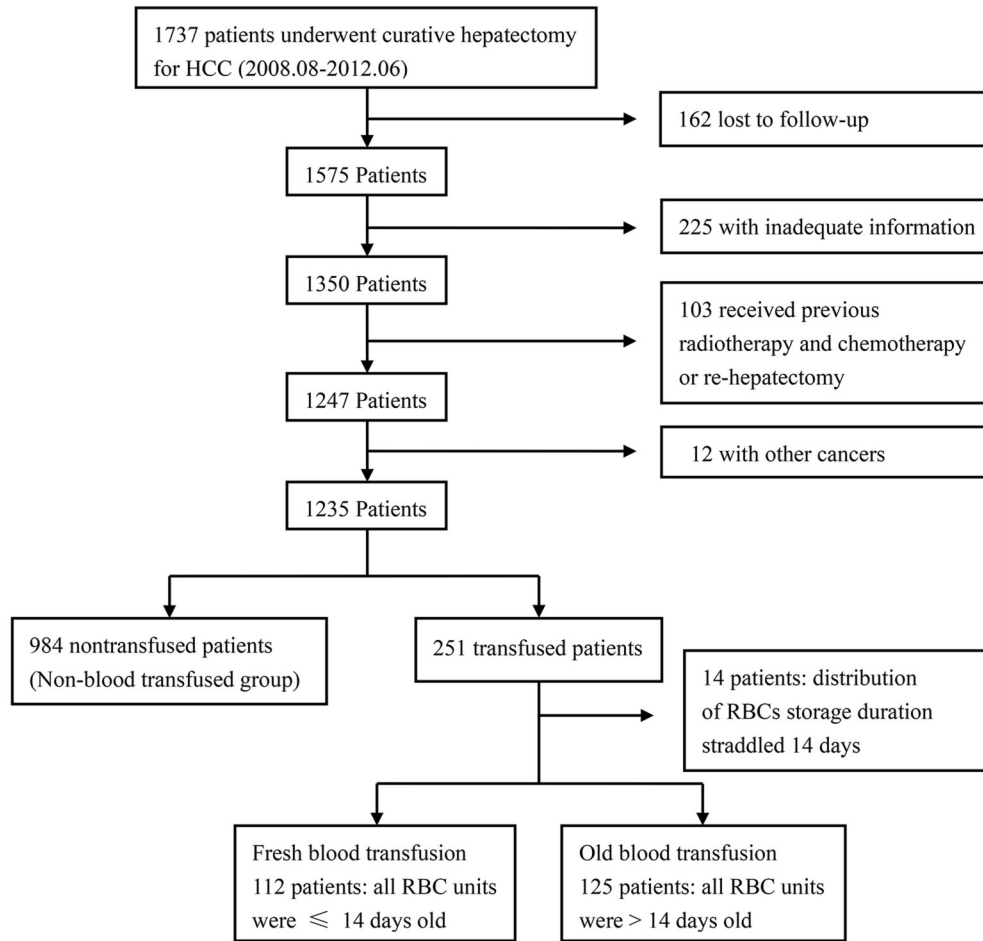 1737 patients underwent curative hepatectomy
for HCC (2008.08-2012.06)
162 lost to follow-up
1575 Patients
225 with inadequate information
1350 Patients
103 received previous
radiotherapy and chemotherapy
or re-hepatectomy
1247 Patients
12 with other cancers
1235 Patients
984 nontransfused patients
(Non-blood transfused group)
251 transfused patients
14 patients: distribution
of RBCs storage duration
straddled 14 days
Fresh blood transfusion
112 patients: all RBC units
were ≤ 14 days old
Old blood transfusion
125 patients: all RBC units
were > 14 days old